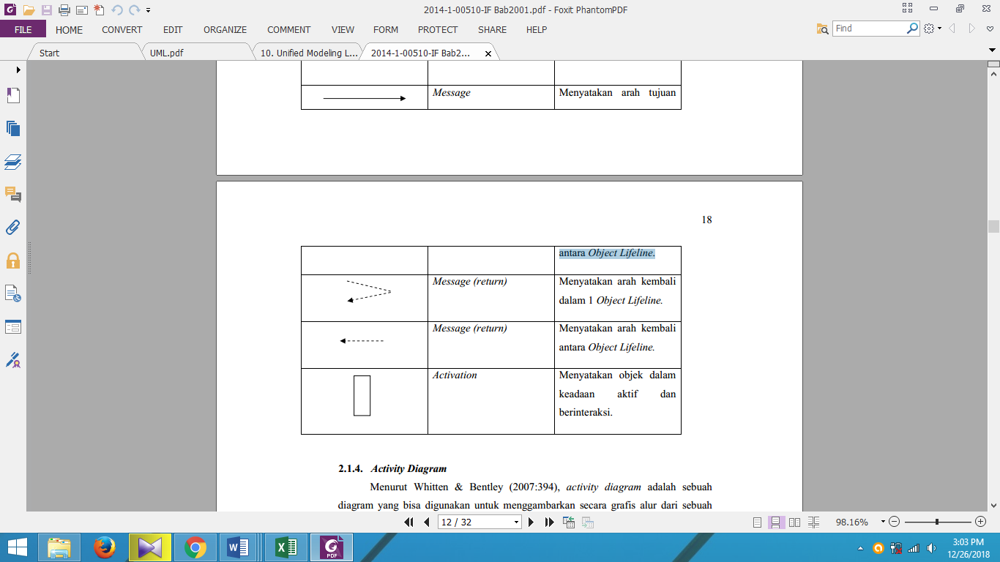 2014-1-00510-IF Bab2001.pdf - Foxit PhantomPDF
FILE HOME CONVERT EDIT ORGANIZE COMMENT VIEW FORM PROTECT SHARE HELP
Find
Start
UML.pdf
10. Unified Modeling L...
2014-1-00510-IF Bab2...
Message
Menyatakan arah tujuan
18
antara Object Lifeline.
Message (return)
Menyatakan arah kembali
dalam 1 Object Lifeline.
Message (return)
Menyatakan arah kembali
antara Object Lifeline.
Activation
Menyatakan objek dalam
keadaan aktif dan
berinteraksi.
2.1.4. Activity Diagram
Menurut Whitten & Bentley (2007:394), activity diagram adalah sebuah
diagram yang bisa digunakan untuk menggambarkan secara grafis alur dari sebuah
12 / 32
98.16%
PDF
3:03 PM
12/26/2018